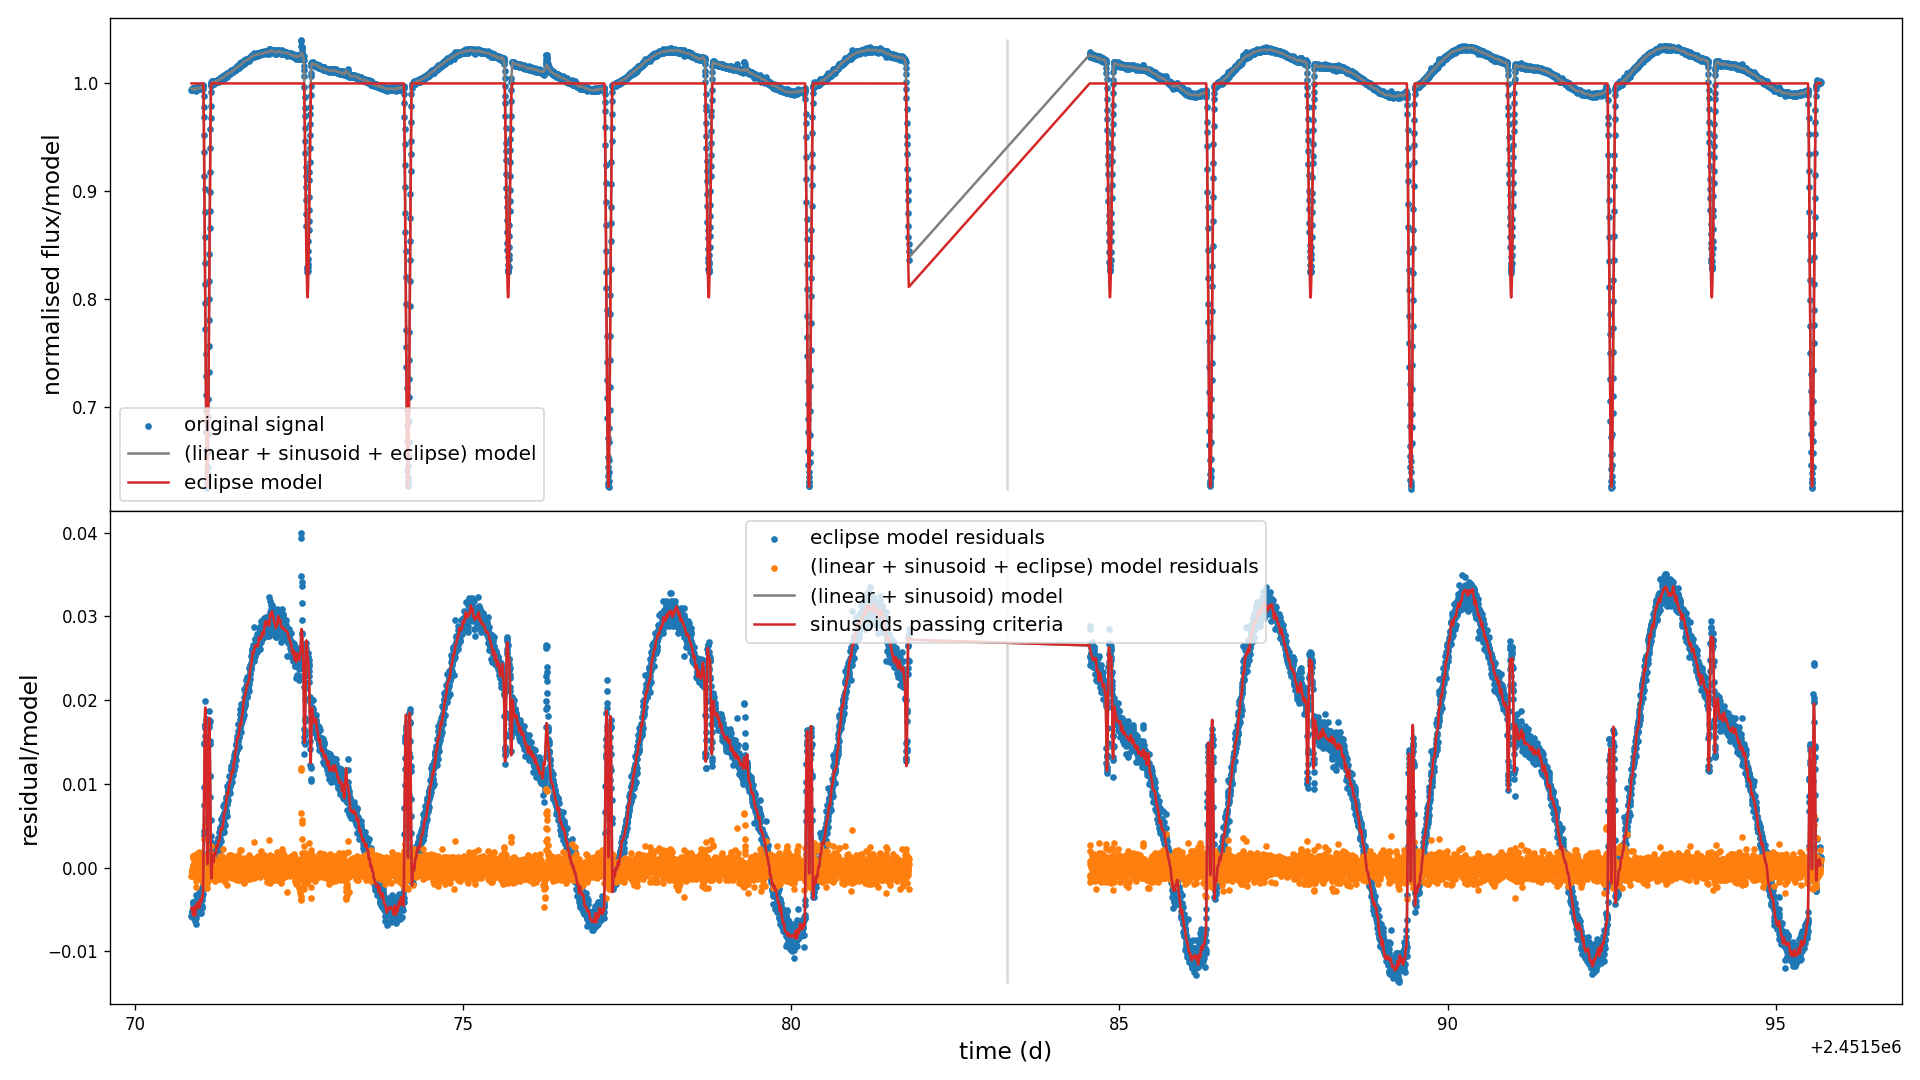 normalised flux/model
1.0
0.9
0.8
0.7
original signal
(linear + sinusoid + eclipse) model
eclipse model
residual/model
0.04
0.03
0.02
0.01
0.00
−0.01
eclipse model residuals
(linear + sinusoid + eclipse) model residuals
(linear + sinusoid) model
sinusoids passing criteria
70 75 80 85 90 95
time (d)
+2.4515e6